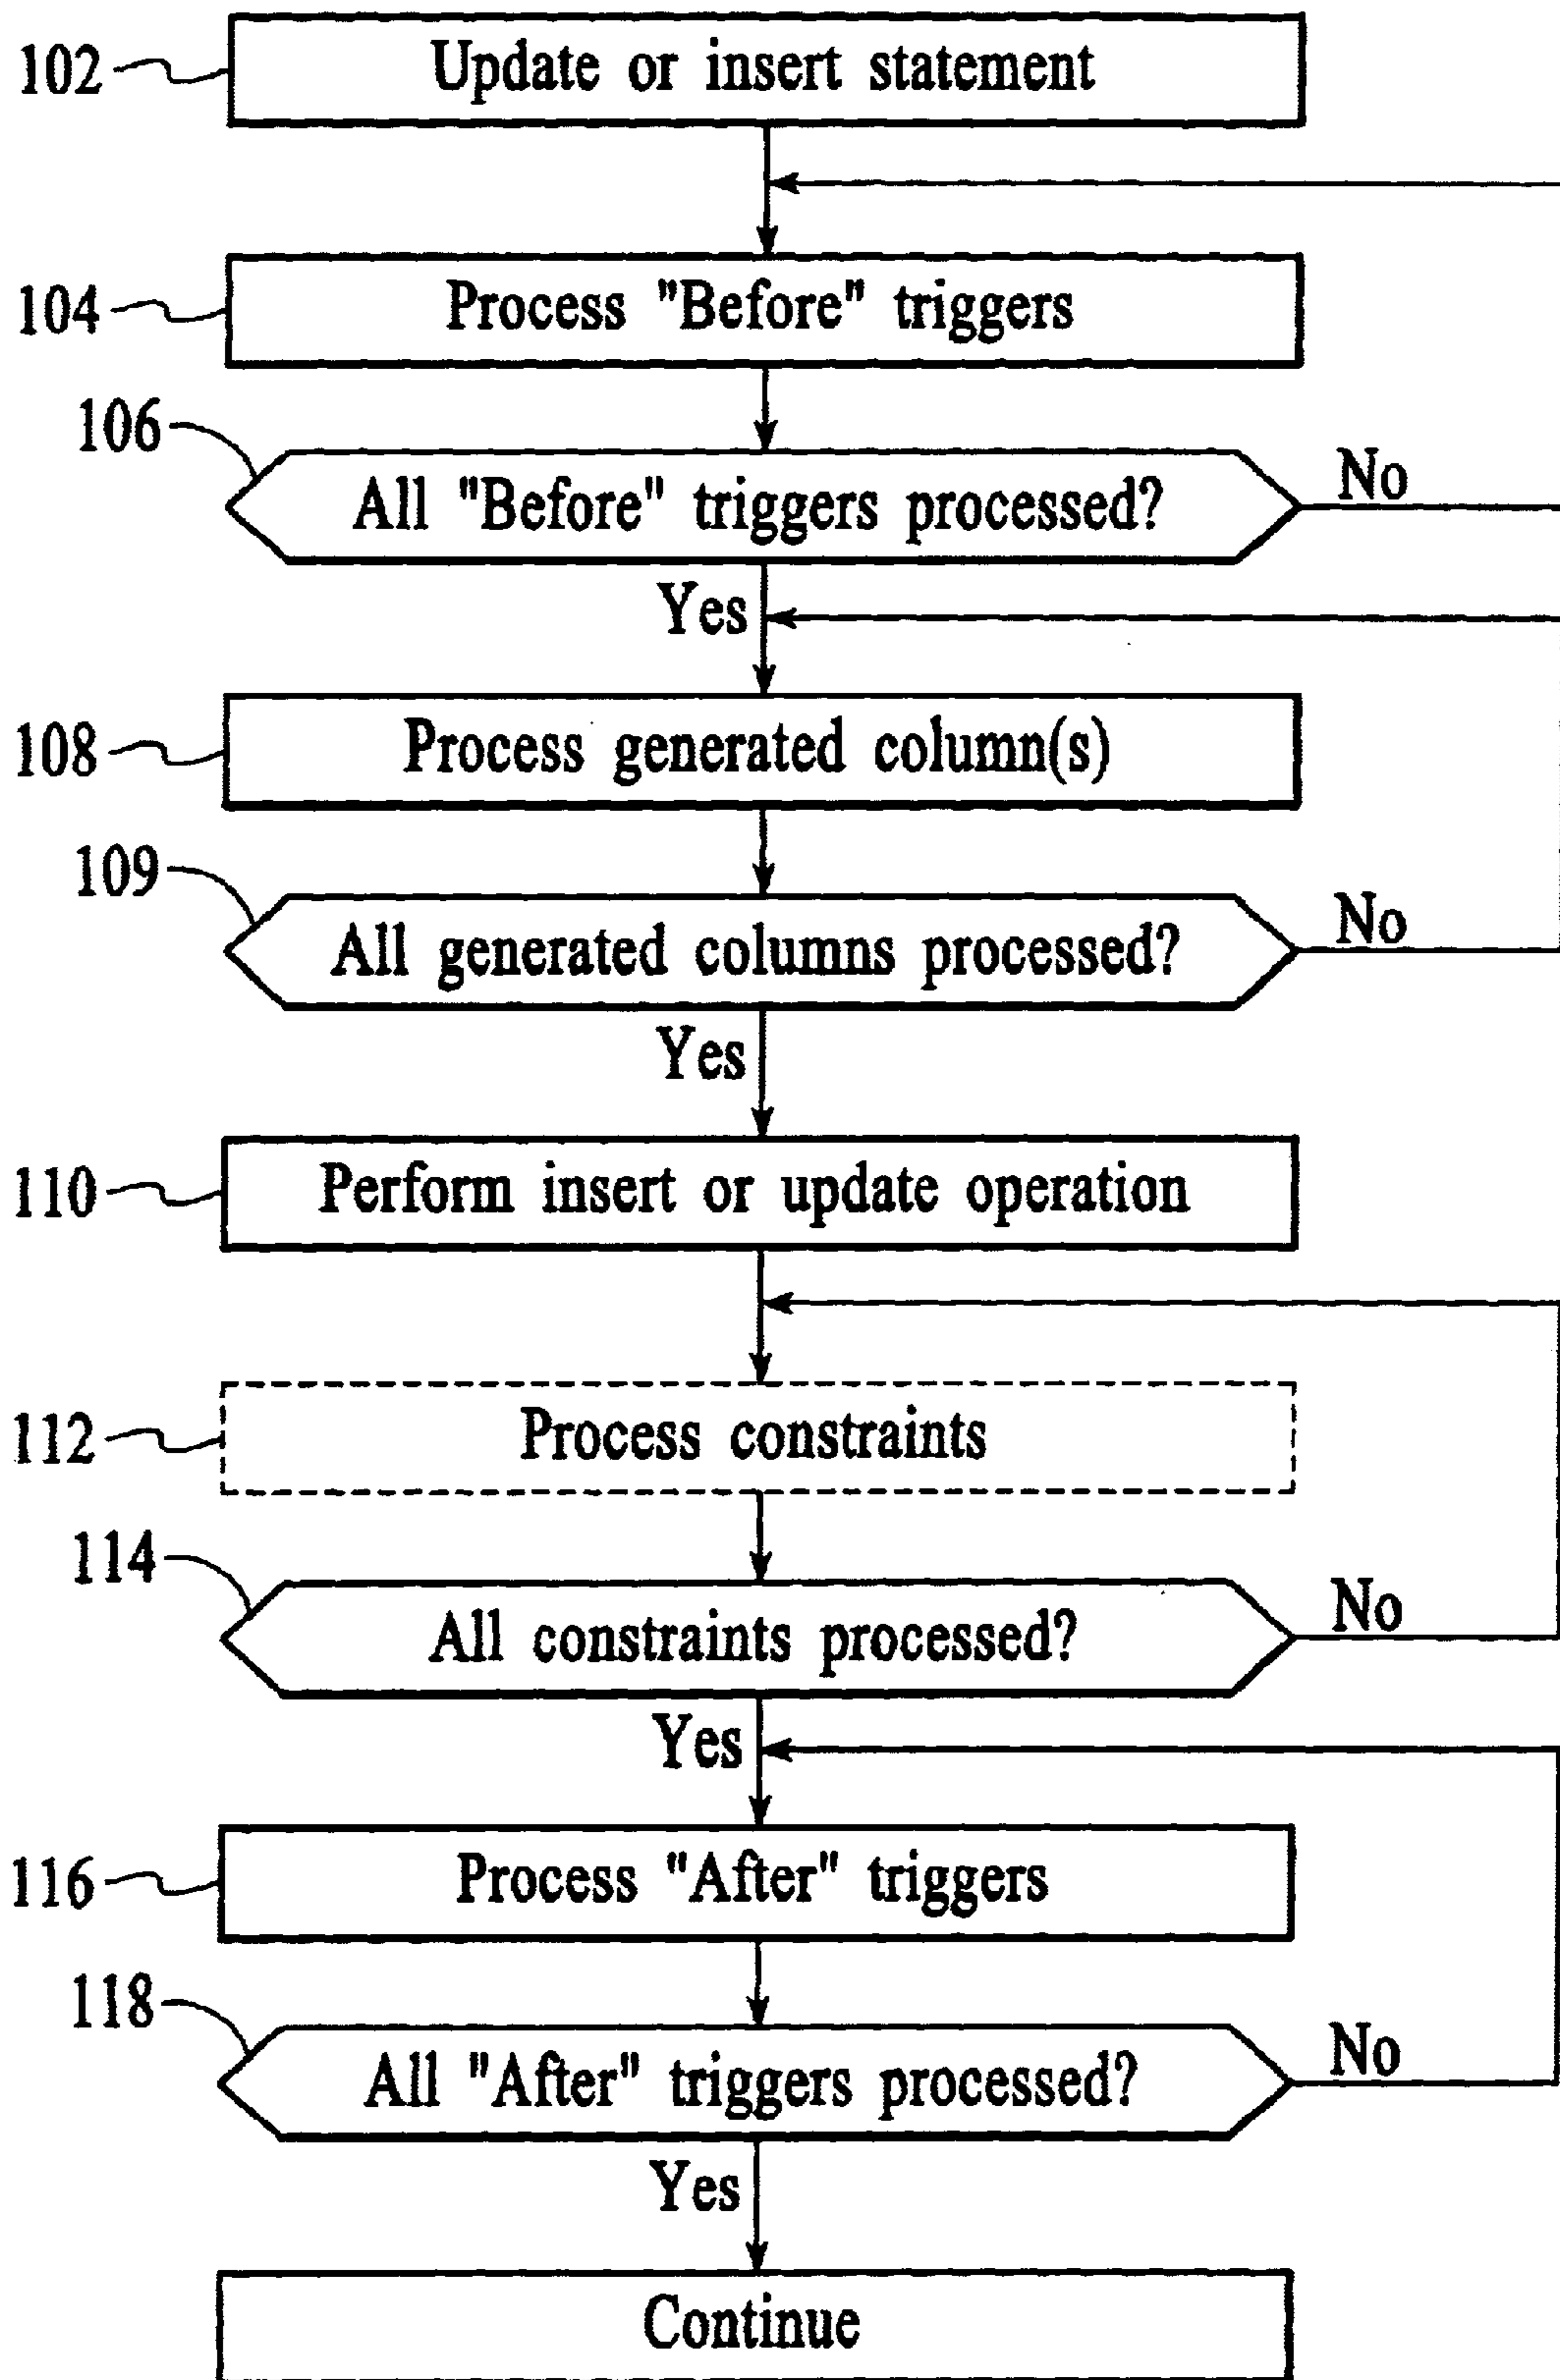 102
Update or insert statement
104
Process "Before" triggers
106
All "Before" triggers processed?
No
Yes
108
Process generated column(s)
109
All generated columns processed?
No
Yes
110
Perform insert or update operation
112
Process constraints
114
All constraints processed?
No
Yes
116
Process "After" triggers
118
All "After" triggers processed?
No
Yes
Continue